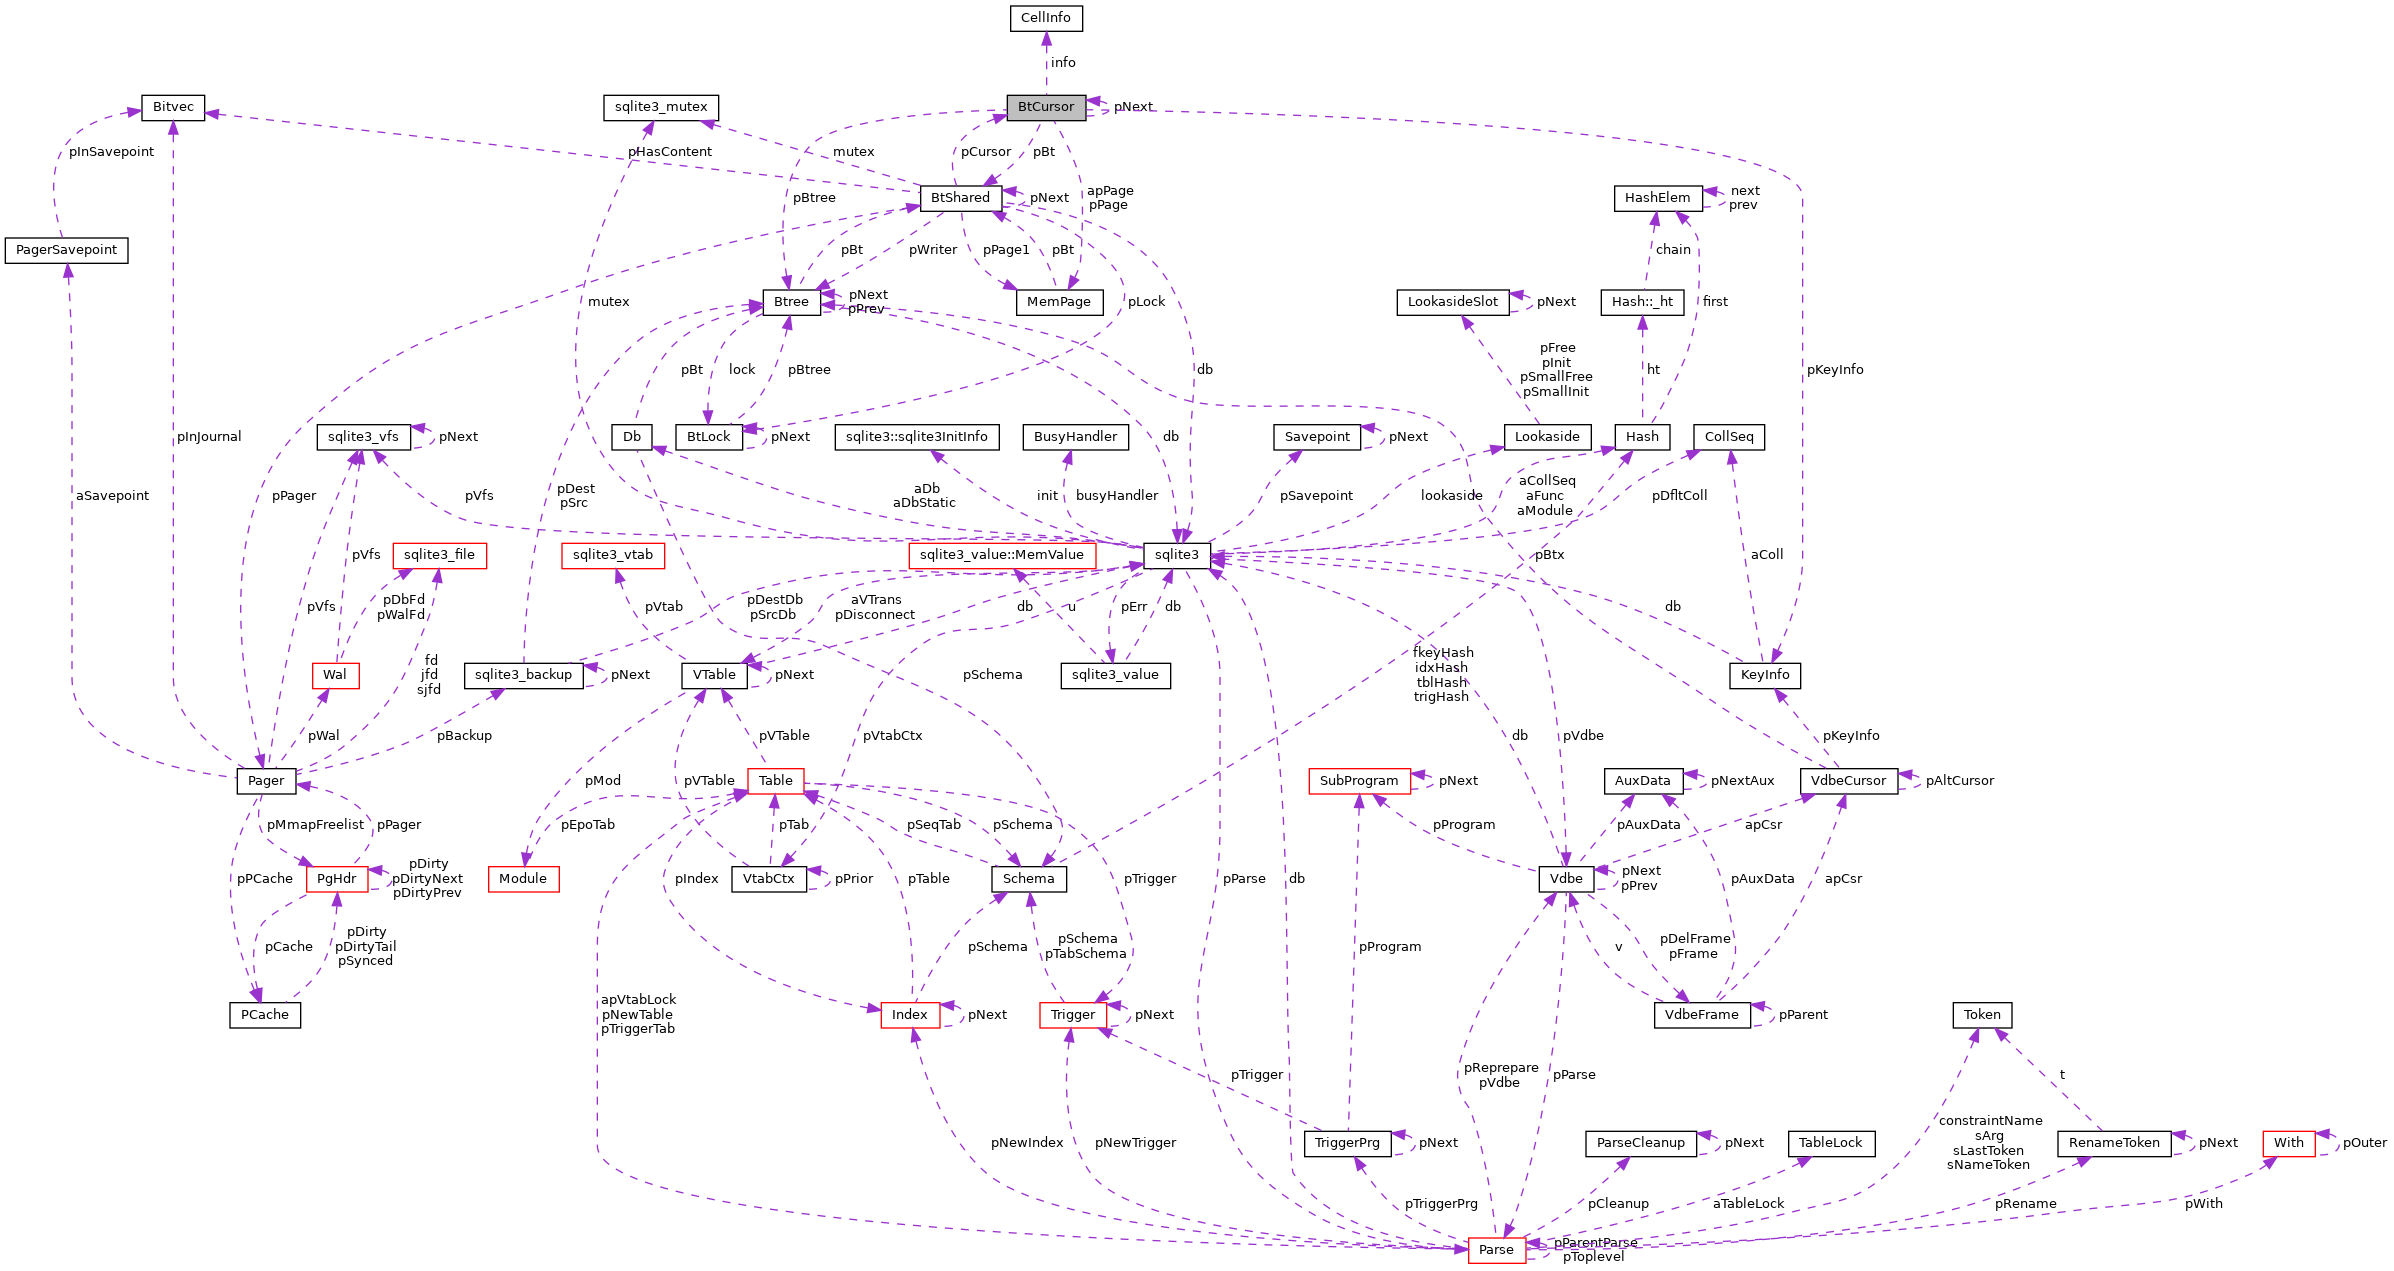 CellInfo
info
Bitvec
sqlite3_mutex
BtCursor
pNext
pInSavepoint
pHasContent
mutex
pCursor
pBt
apPage
pPage
pBtree
BtShared
pNext
HashElem
next
prev
PagerSavepoint
pBt
pWriter
pPage1
pBt
chain
mutex
Btree
pNext
pPrev
MemPage
pLock
LookasideSlot
pNext
Hash::_ht
first
pBt
lock
pBtree
db
pFree
pInit
pSmallFree
pSmallInit
ht
pKeyInfo
pInJournal
sqlite3_vfs
pNext
Db
BtLock
pNext
sqlite3::sqlite3InitInfo
BusyHandler
db
Savepoint
pNext
Lookaside
Hash
CollSeq
aSavepoint
pPager
pVfs
pDest
pSrc
aDb
aDbStatic
init
busyHandler
pSavepoint
lookaside
aCollSeq
aFunc
aModule
pDfltColl
pVfs
sqlite3_file
sqlite3_vtab
sqlite3_value::MemValue
sqlite3
pBtx
aColl
pVfs
pDbFd
pWalFd
pVtab
pDestDb
pSrcDb
aVTrans
pDisconnect
db
u
pErr
db
db
fd
jfd
sjfd
Wal
sqlite3_backup
pNext
VTable
pNext
pSchema
sqlite3_value
fkeyHash
idxHash
tblHash
trigHash
KeyInfo
pWal
pBackup
pVTable
pVtabCtx
db
pVdbe
pKeyInfo
Pager
pMod
pVTable
Table
SubProgram
pNext
AuxData
pNextAux
VdbeCursor
pAltCursor
pMmapFreelist
pPager
pEpoTab
pTab
pSeqTab
pSchema
pProgram
pAuxData
apCsr
pPCache
PgHdr
pDirty
pDirtyNext
pDirtyPrev
Module
pIndex
VtabCtx
pPrior
pTable
Schema
pTrigger
pParse
db
Vdbe
pNext
pPrev
pAuxData
apCsr
pCache
pDirty
pDirtyTail
pSynced
pSchema
pSchema
pTabSchema
pProgram
v
pDelFrame
pFrame
PCache
apVtabLock
pNewTable
pTriggerTab
Index
pNext
Trigger
pNext
VdbeFrame
pParent
Token
pTrigger
pReprepare
pVdbe
pParse
t
pNewIndex
pNewTrigger
TriggerPrg
pNext
ParseCleanup
pNext
TableLock
constraintName
sArg
sLastToken
sNameToken
RenameToken
pNext
With
pOuter
pTriggerPrg
pCleanup
aTableLock
pRename
pWith
Parse
pParentParse
pToplevel